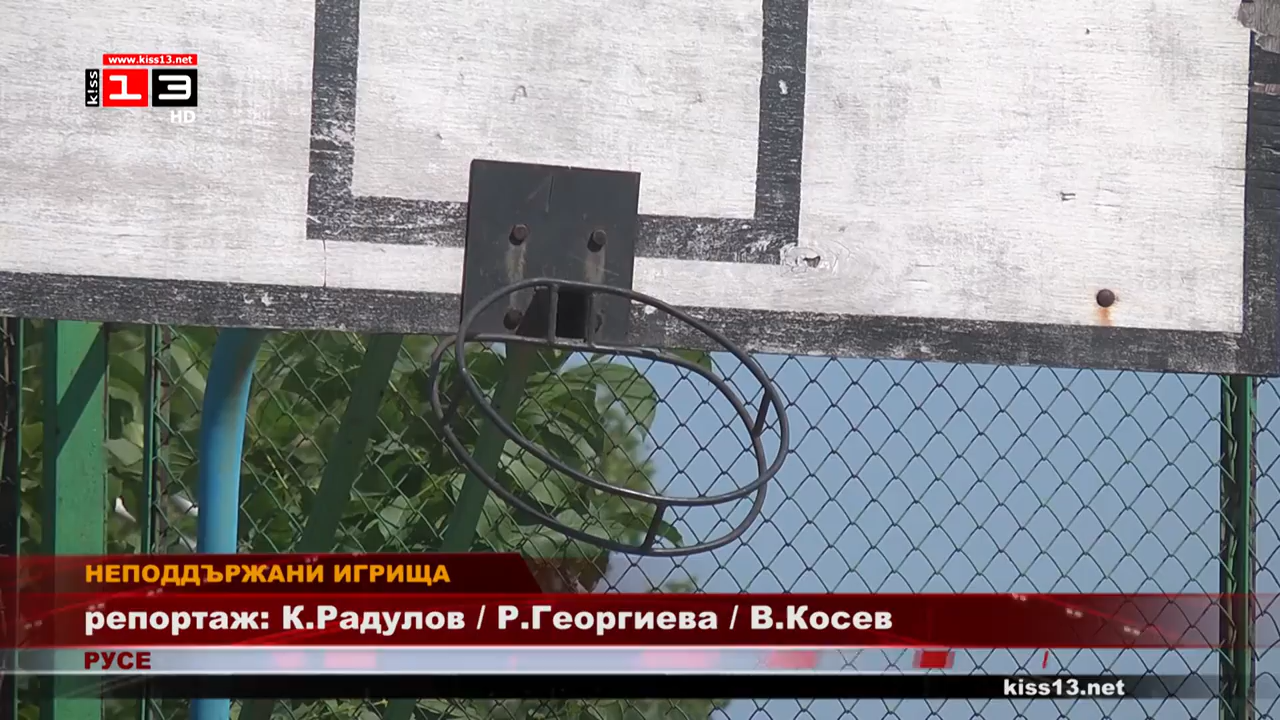 www.kiss13.net
kiss
13
HD
НЕПОДДЪРЖАНИ ИГРИЩА
репортаж: К.Радулов / Р.Георгиева / В.Косев
РУСЕ
kiss13.net